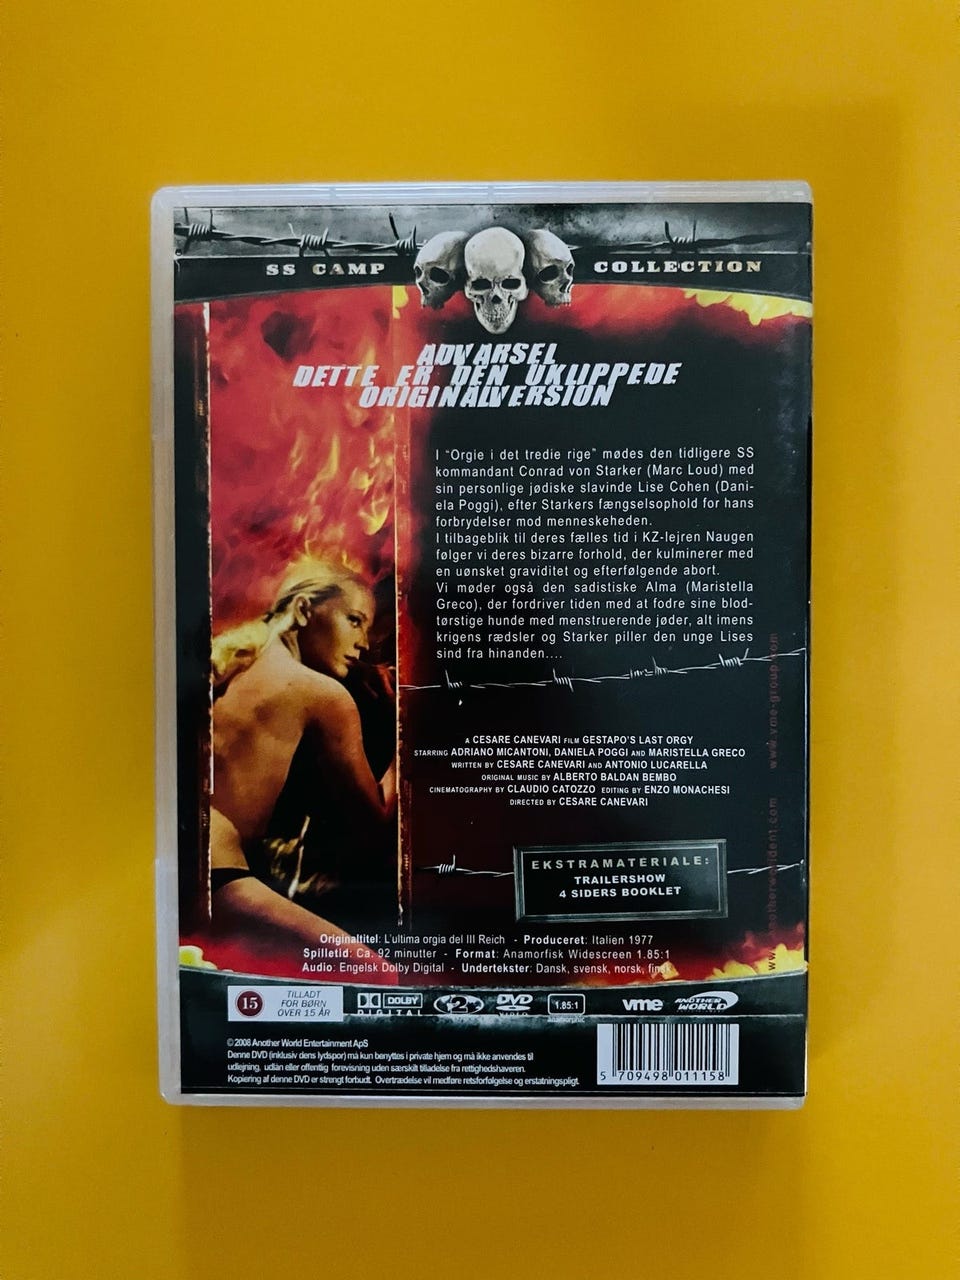 SS CAMP COLLECTION
ADVARSEL
DETTE ER DEN UKLIPPEDE
ORIGINALVERSION
I "Orgie i det tredie rige" mødes den tidligere SS
kommandant Conrad von Starker (Marc Loud) med
sin personlige jødiske slavinde Lise Cohen (Dani-
ela Poggi), efter Starkers fængselsophold for hans
forbrydelser mod menneskeheden.
I tilbageblik til deres fælles tid i KZ-lejren Naugen
følger vi deres bizarre forhold, der kulminerer med
en uønsket graviditet og efterfølgende abort.
Vi møder også den sadistiske Alma (Maristella
Greco), der fordriver tiden med at fodre sine blod-
tørstige hunde med menstruerende jøder, alt imens
krigens rædsler og Starker piller den unge Lises
sind fra hinanden....
A CESARE CANEVARI FILM GESTAPO'S LAST ORGY
STARRING ADRIANO MICANTONI, DANIELA POGGI AND MARISTELLA GRECO
WRITTEN BY CESARE CANEVARI AND ANTONIO LUCARELLA
ORIGINAL MUSIC BY ALBERTO BALDAN BEMBO
CINEMATOGRAPHY BY CLAUDIO CATOZZO EDITING BY ENZO MONACHESI
DIRECTED BY CESARE CANEVARI
EKSTRAMATERIALE:
TRAILERSHOW
4 SIDERS BOOKLET
www.vme-group.com
www.anotherworldent.com
Originaltitel: L'ultima orgia del III Reich - Produceret: Italien 1977
Spilletid: Ca. 92 minutter - Format: Anamorfisk Widescreen 1.85:1
Audio: Engelsk Dolby Digital - Undertekster: Dansk, svensk, norsk, finsk
15 TILLADT
FOR BØRN
OVER 15 ÅR
DOLBY
DIGITAL
2
DVD
VIDEO
1.85:1
anamorphic
vme
ANOTHER
WORLD
© 2008 Another World Entertainment ApS
Denne DVD (inklusiv dens lydspor) må kun benyttes i private hjem og må ikke anvendes til
udlejning, udlån eller offentlig forevisning uden særskilt tilladelse fra rettighedshaveren.
Kopiering af denne DVD er strengt forbudt. Overtrædelse vil medføre retsforfølgelse og erstatningspligt.
5 709498 011158